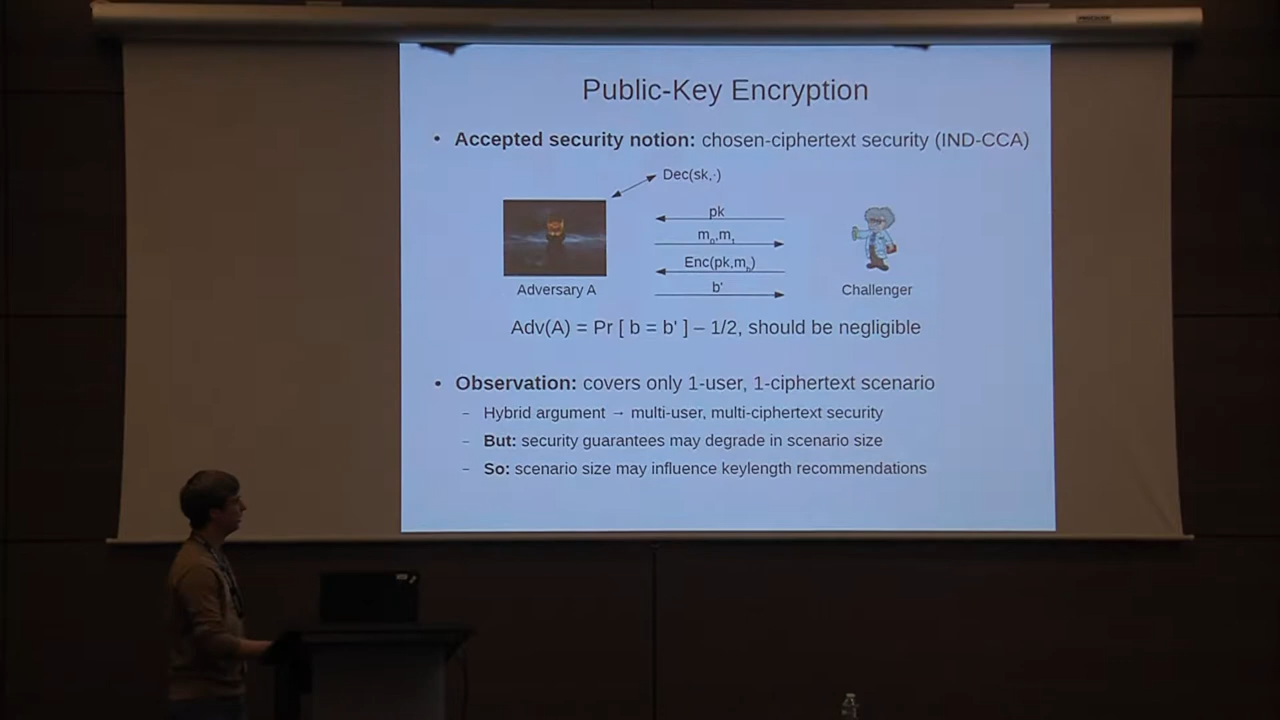 Public-Key Encryption
• Accepted security notion: chosen-ciphertext security (IND-CCA)
Dec(sk,·)
pk
m₀,m₁
Enc(pk,m_b)
b'
Adversary A
Challenger
Adv(A) = Pr [ b = b' ] – 1/2, should be negligible
• Observation: covers only 1-user, 1-ciphertext scenario
– Hybrid argument → multi-user, multi-ciphertext security
– But: security guarantees may degrade in scenario size
– So: scenario size may influence keylength recommendations